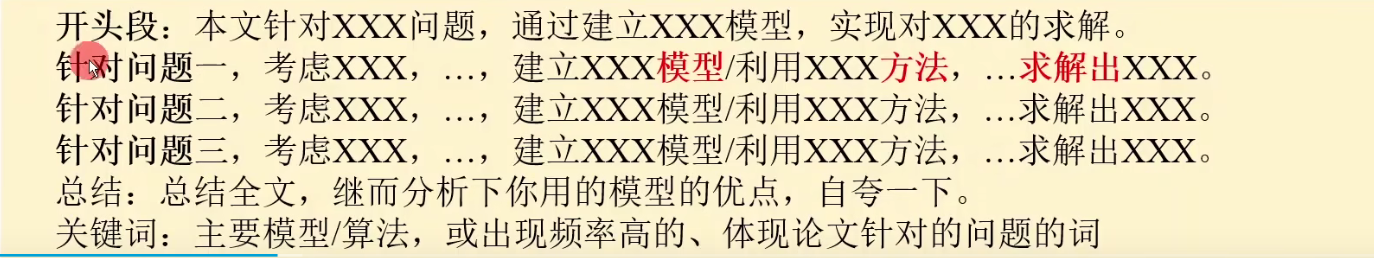 开头段：本文针对XXX问题，通过建立XXX模型，实现对XXX的求解。
针对问题一，考虑XXX，…，建立XXX模型/利用XXX方法，…求解出XXX。
针对问题二，考虑XXX，…，建立XXX模型/利用XXX方法，…求解出XXX。
针对问题三，考虑XXX，…，建立XXX模型/利用XXX方法，…求解出XXX。
总结：总结全文，继而分析下你用的模型的优点，自夸一下。
关键词：主要模型/算法，或出现频率高的、体现论文针对的问题的词